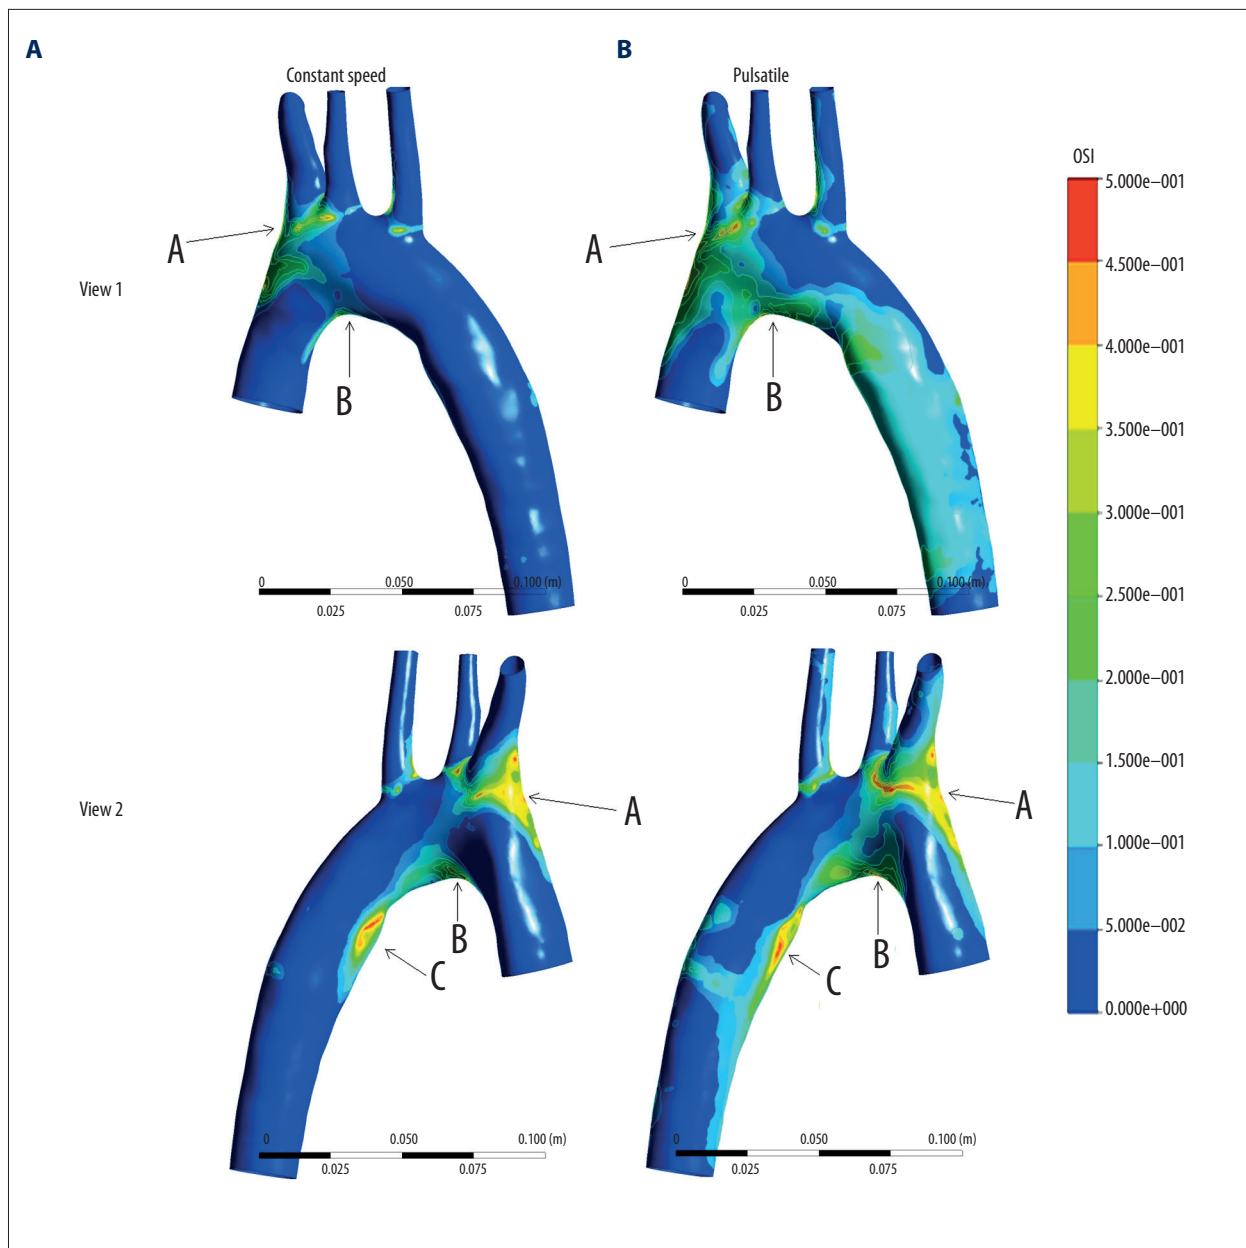 A
B
Constant speed
Pulsatile
OSI
5.000e–001
4.500e–001
4.000e–001
3.500e–001
3.000e–001
2.500e–001
2.000e–001
1.500e–001
1.000e–001
5.000e–002
0.000e+000
View 1
A
B
0 0.050 0.100 (m)
0.025 0.075
A
B
0 0.050 0.100 (m)
0.025 0.075
View 2
A
B
C
0 0.050 0.100 (m)
0.025 0.075
A
B
C
0 0.050 0.100 (m)
0.025 0.075